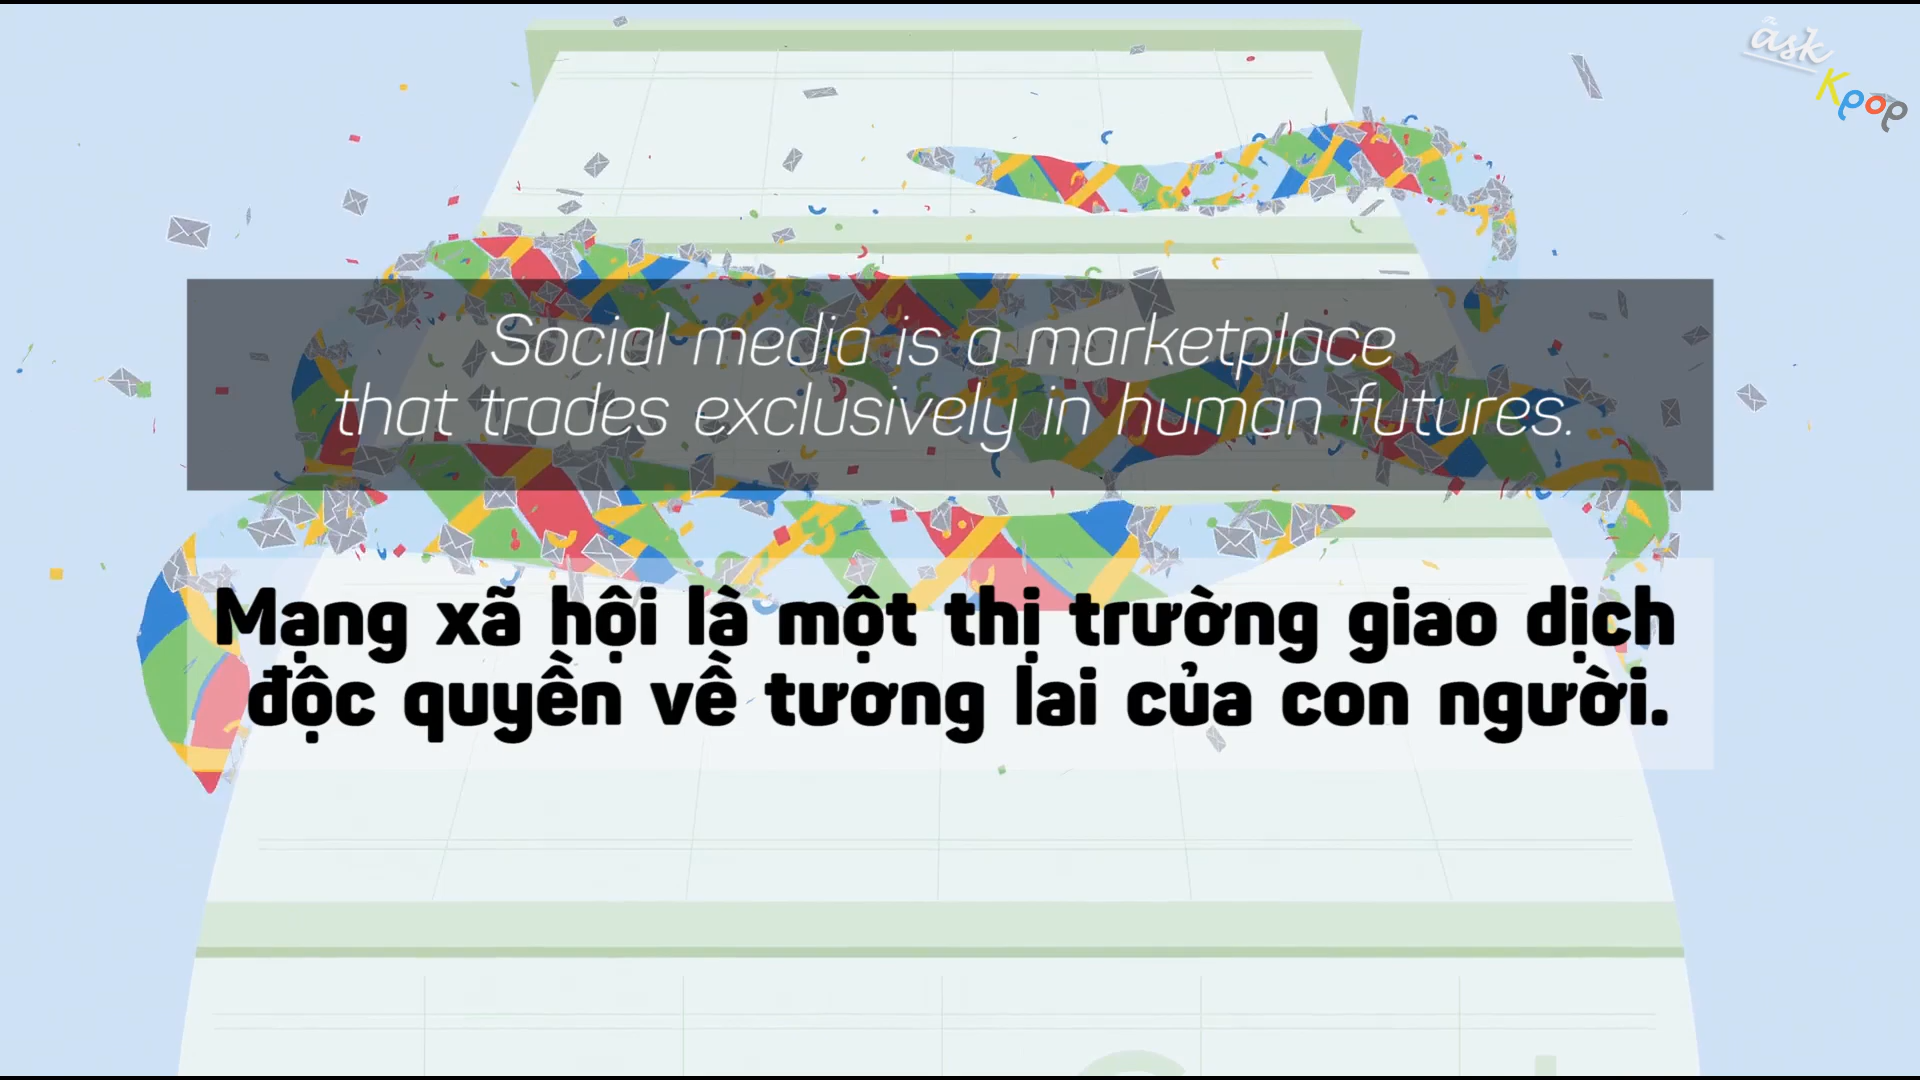 ask
Kpop
Social media is a marketplace
that trades exclusively in human futures.
Mạng xã hội là một thị trường giao dịch
độc quyền về tương lai của con người.